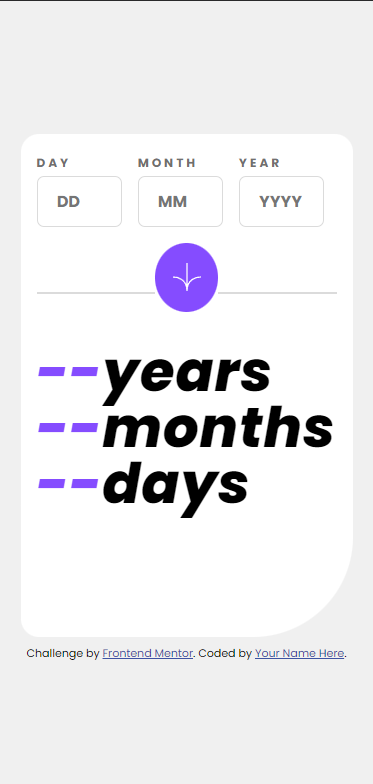 DAY MONTH YEAR
DD MM YYYY
--years
--months
--days
Challenge by Frontend Mentor. Coded by Your Name Here.